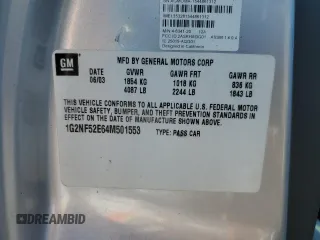 GM
MFD BY GENERAL MOTORS CORP
DATE GVWR GAWR FRT GAWR RR
06/03 1854 KG 1018 KG 836 KG
4087 LB 2244 LB 1843 LB
THIS VEHICLE CONFORMS TO ALL APPLICABLE U.S. FEDERAL MOTOR
VEHICLE SAFETY, BUMPER, AND THEFT PREVENTION STANDARDS IN
EFFECT ON THE DATE OF MANUFACTURE SHOWN ABOVE.
1G2NF52E64M501553 TYPE: PASS CAR
DREAMBID